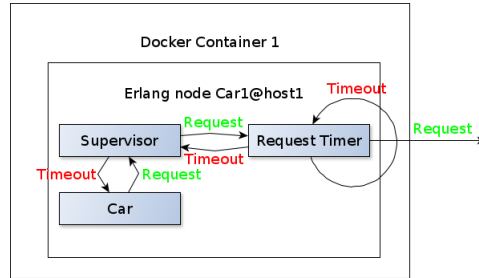 Docker Container 1
Erlang node Car1@host1
Timeout
Request
Request
Supervisor
Request Timer
Timeout
Timeout
Request
Car